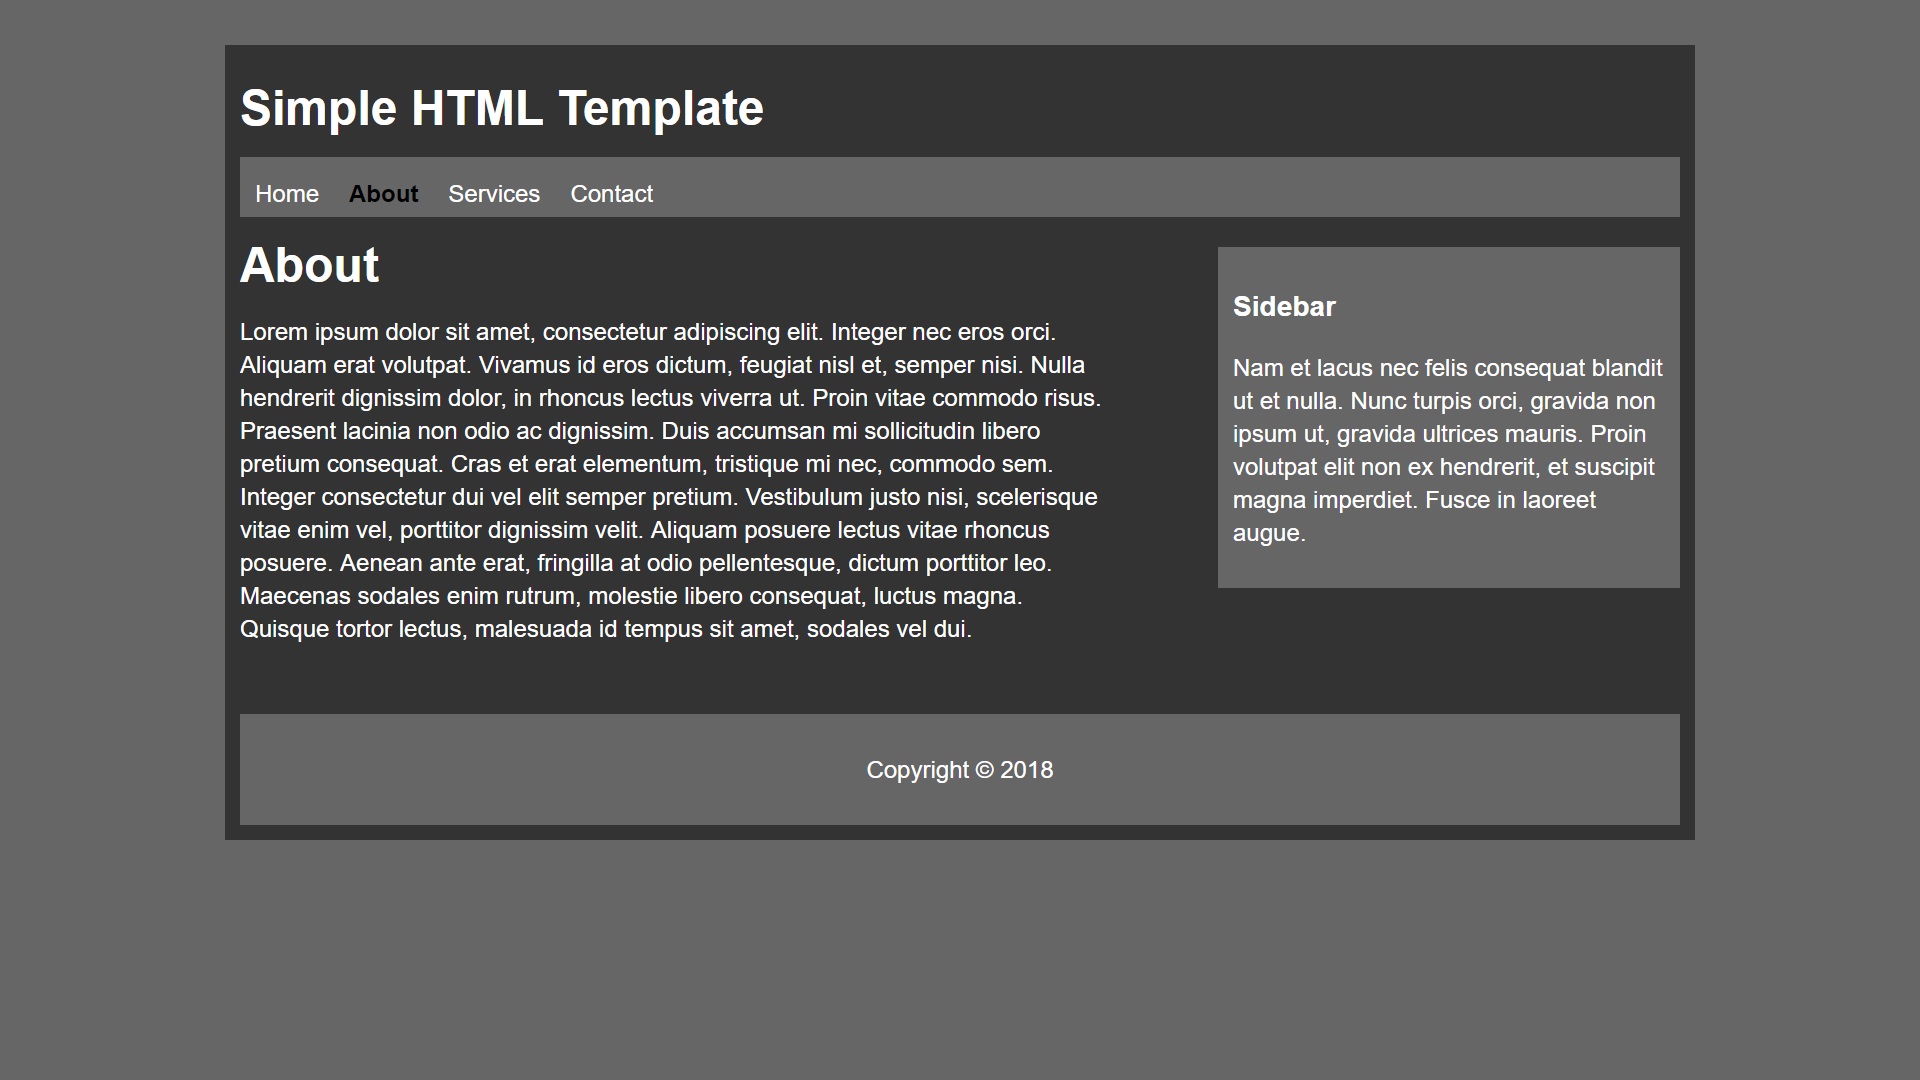 Simple HTML Template
Home About Services Contact
About
Lorem ipsum dolor sit amet, consectetur adipiscing elit. Integer nec eros orci.
Aliquam erat volutpat. Vivamus id eros dictum, feugiat nisl et, semper nisi. Nulla
hendrerit dignissim dolor, in rhoncus lectus viverra ut. Proin vitae commodo risus.
Praesent lacinia non odio ac dignissim. Duis accumsan mi sollicitudin libero
pretium consequat. Cras et erat elementum, tristique mi nec, commodo sem.
Integer consectetur dui vel elit semper pretium. Vestibulum justo nisi, scelerisque
vitae enim vel, porttitor dignissim velit. Aliquam posuere lectus vitae rhoncus
posuere. Aenean ante erat, fringilla at odio pellentesque, dictum porttitor leo.
Maecenas sodales enim rutrum, molestie libero consequat, luctus magna.
Quisque tortor lectus, malesuada id tempus sit amet, sodales vel dui.
Sidebar
Nam et lacus nec felis consequat blandit
ut et nulla. Nunc turpis orci, gravida non
ipsum ut, gravida ultrices mauris. Proin
volutpat elit non ex hendrerit, et suscipit
magna imperdiet. Fusce in laoreet
augue.
Copyright © 2018